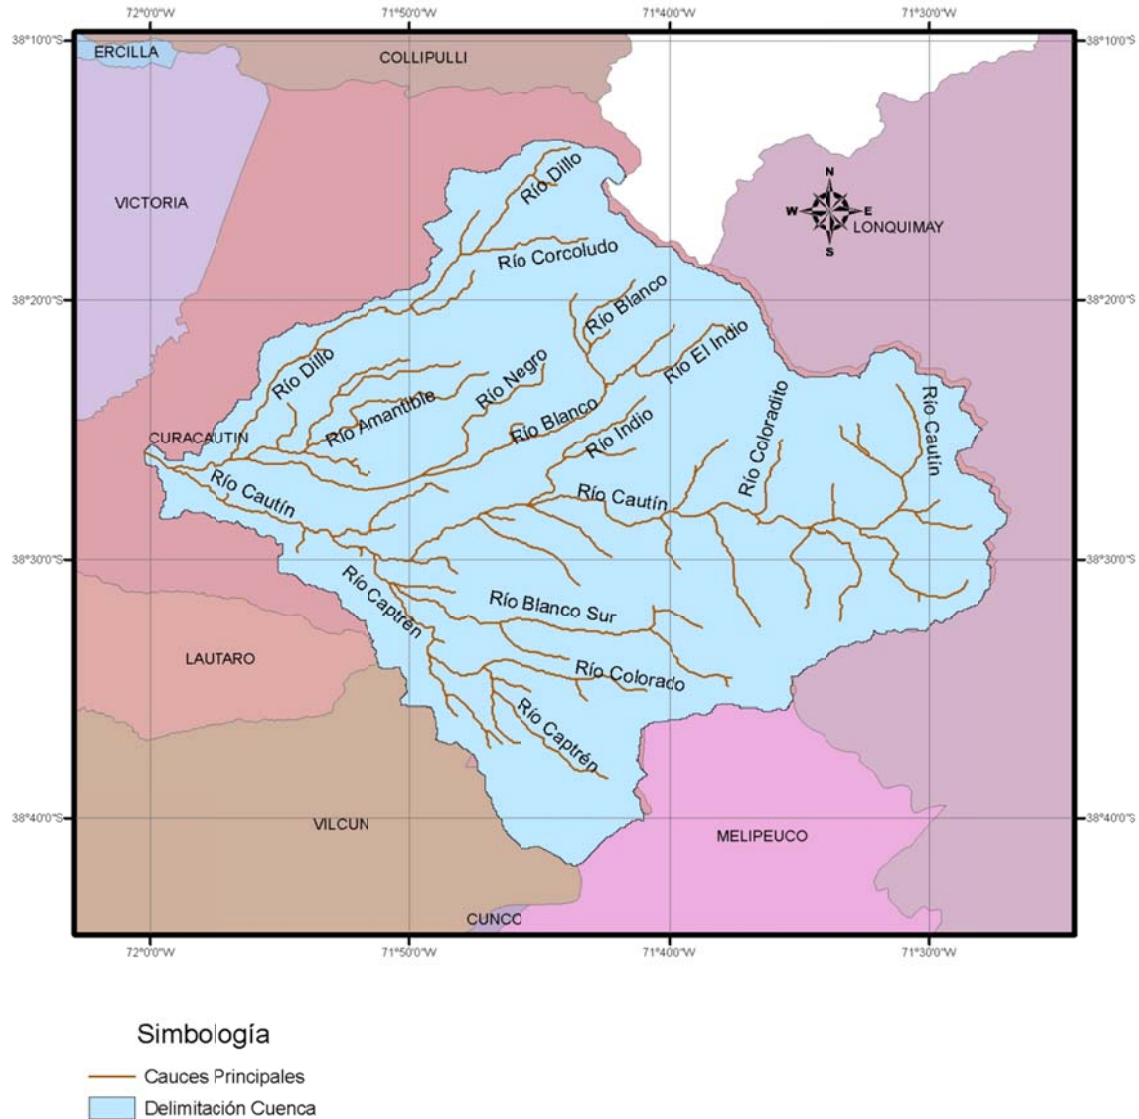 72°0'0"W
71°50'0"W
71°40'0"W
71°30'0"W
38°10'0"S
38°10'0"S
ERCILLA
COLLIPULLI
Río Dillo
VICTORIA
N
W
E
S
LONQUIMAY
Río Corcoludo
38°20'0"S
38°20'0"S
Río Blanco
Río El Indio
Río Dillo
Río Negro
Río Amantible
Río Blanco
Río Indio
Río Coloradito
Río Cautín
CURACAUTIN
Río Cautín
Río Cautín
38°30'0"S
38°30'0"S
Río Captrén
Río Blanco Sur
LAUTARO
Río Colorado
Río Captrén
38°40'0"S
38°40'0"S
VILCUN
MELIPEUCO
CUNCO
72°0'0"W
71°50'0"W
71°40'0"W
71°30'0"W
Simbología
Cauces Principales
Delimitación Cuenca